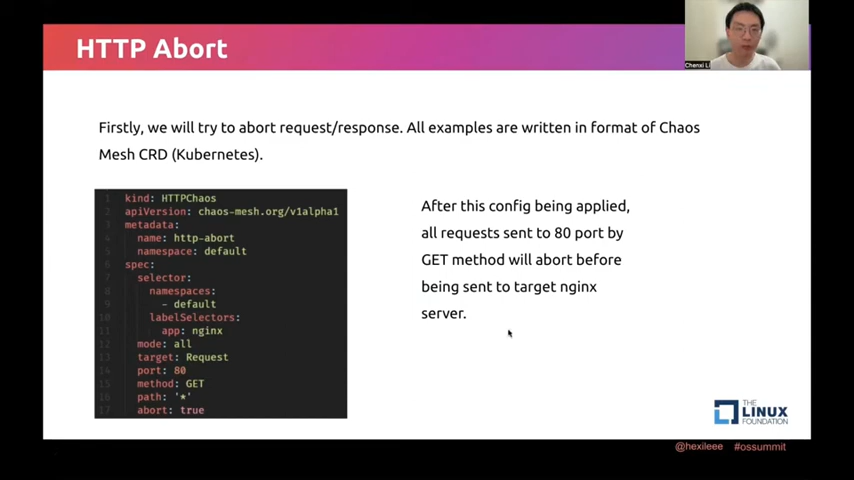 HTTP Abort
Chenxi Li
Firstly, we will try to abort request/response. All examples are written in format of Chaos
Mesh CRD (Kubernetes).
1 kind: HTTPChaos
2 apiVersion: chaos-mesh.org/v1alpha1
3 metadata:
4 name: http-abort
5 namespace: default
6 spec:
7 selector:
8 namespaces:
9 - default
10 labelSelectors:
11 app: nginx
12 mode: all
13 target: Request
14 port: 80
15 method: GET
16 path: '*'
17 abort: true
After this config being applied,
all requests sent to 80 port by
GET method will abort before
being sent to target nginx
server.
THE
LINUX
FOUNDATION
@hexileee #ossummit